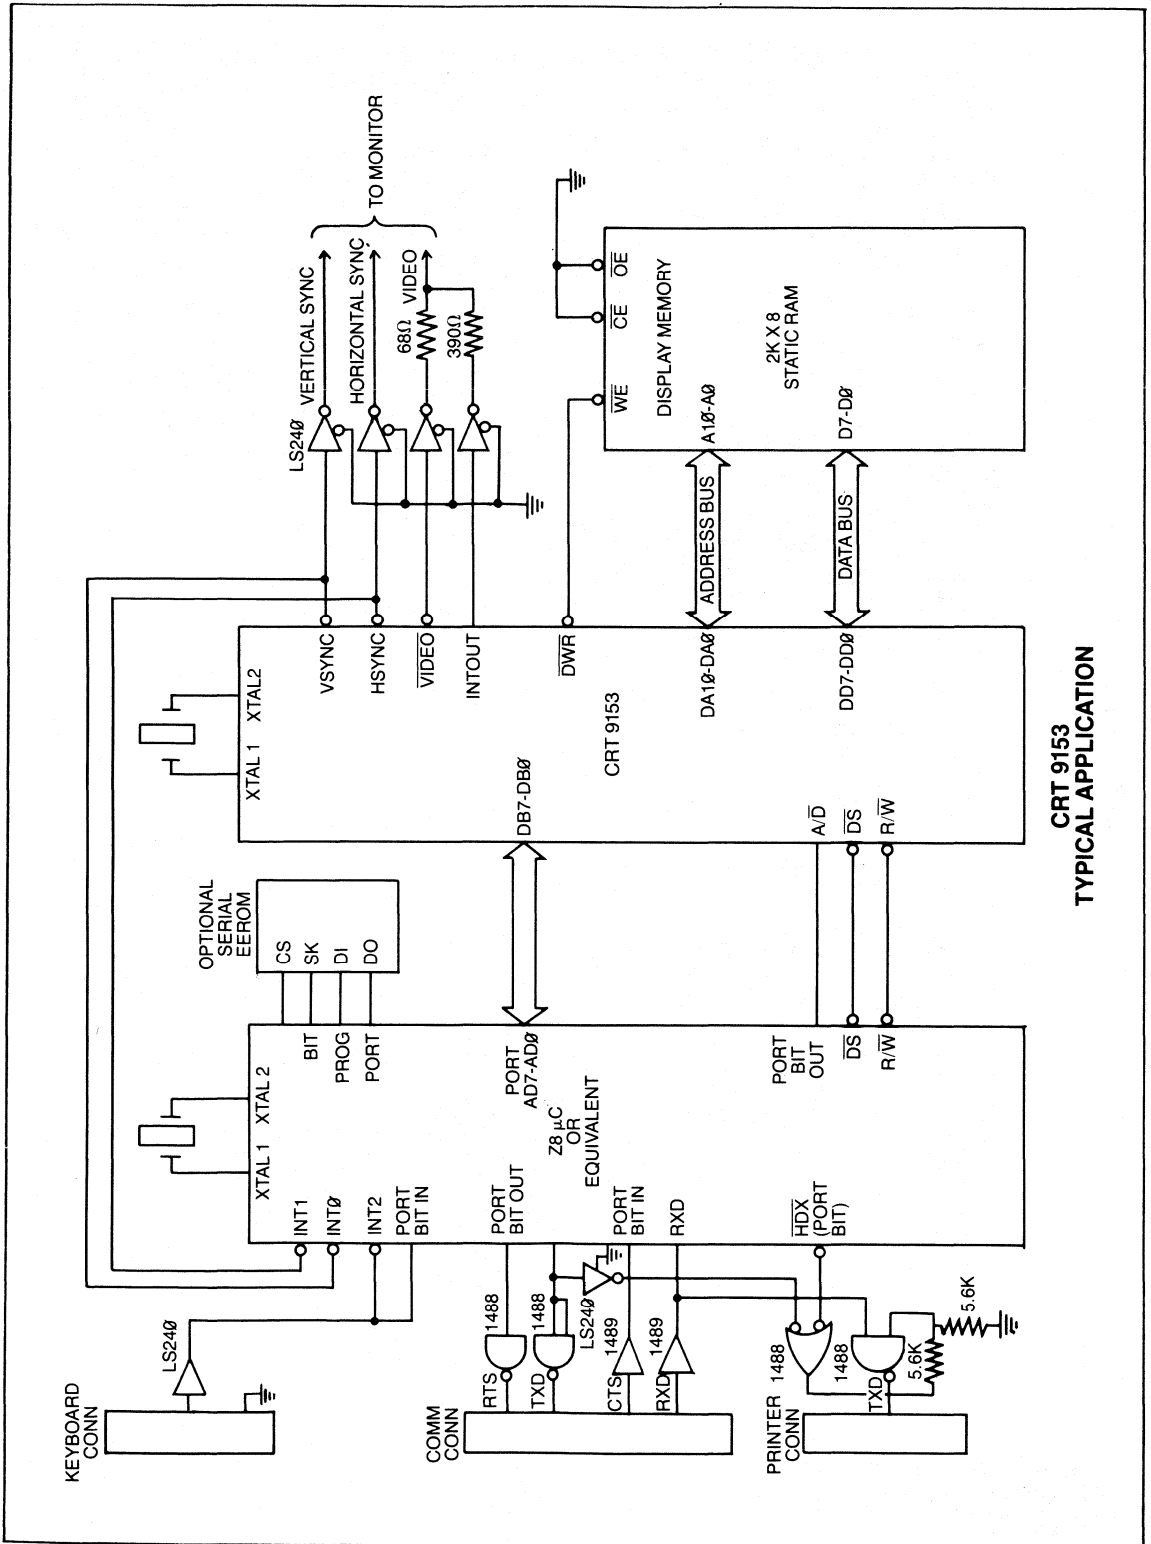 KEYBOARD
CONN
LS240
INT1
INT0
INT2
PORT
BIT IN
XTAL 1
XTAL 2
COMM
CONN
RTS
1488
PORT
BIT OUT
TXD
1488
LS240
CTS
1489
PORT
BIT IN
RXD
1489
RXD
PRINTER
CONN
1488
1488
TXD
5.6K
5.6K
HDX
(PORT
BIT)
Z8 μC
OR
EQUIVALENT
BIT
PROG
PORT
PORT
AD7-AD0
PORT
BIT
OUT
DS
R/W
OPTIONAL
SERIAL
EEROM
CS
SK
DI
DO
XTAL 1
XTAL2
DB7-DB0
A/D
DS
R/W
CRT 9153
VSYNC
HSYNC
VIDEO
INTOUT
DWR
DA10-DA0
DD7-DD0
LS240
VERTICAL SYNC
HORIZONTAL SYNC
68Ω
VIDEO
390Ω
TO MONITOR
ADDRESS BUS
DATA BUS
WE
CE
OE
DISPLAY MEMORY
A10-A0
2K X 8
STATIC RAM
D7-D0
CRT 9153
TYPICAL APPLICATION